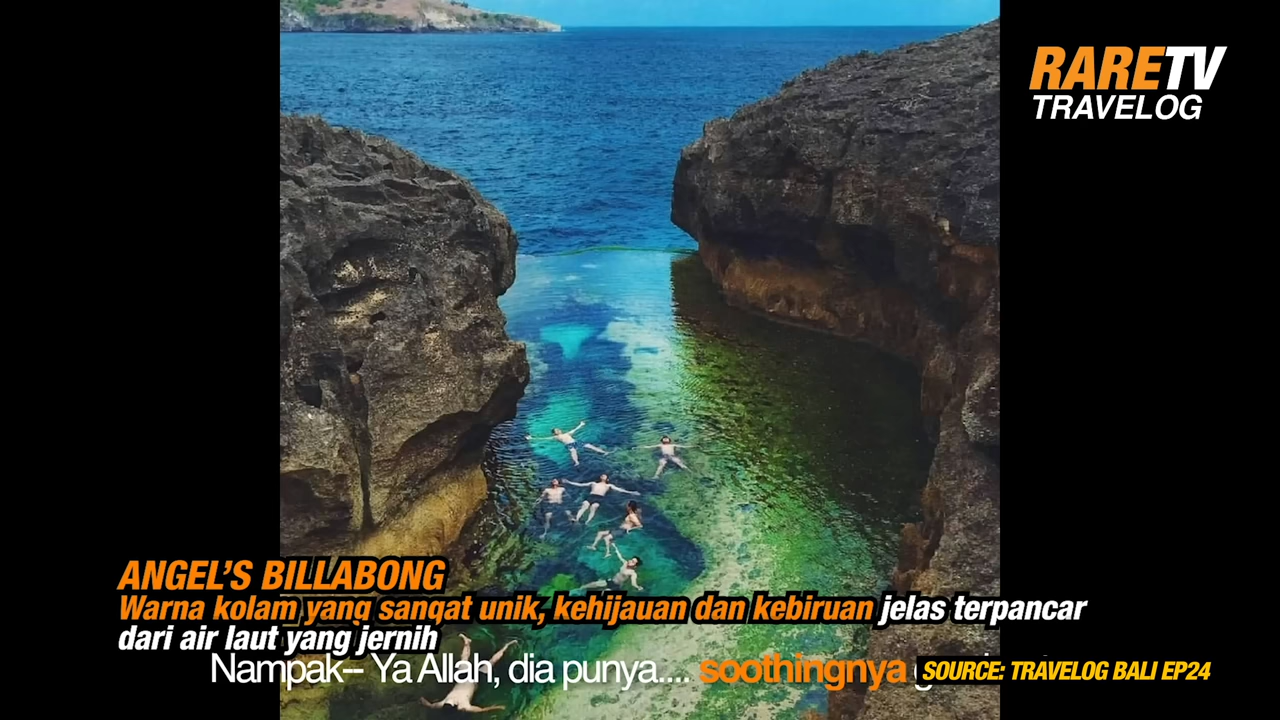 RARETV
TRAVELOG
ANGEL'S BILLABONG
Warna kolam yang sangat unik, kehijauan dan kebiruan jelas terpancar
dari air laut yang jernih
Nampak-- Ya Allah, dia punya.... soothingnya
SOURCE: TRAVELOG BALI EP24